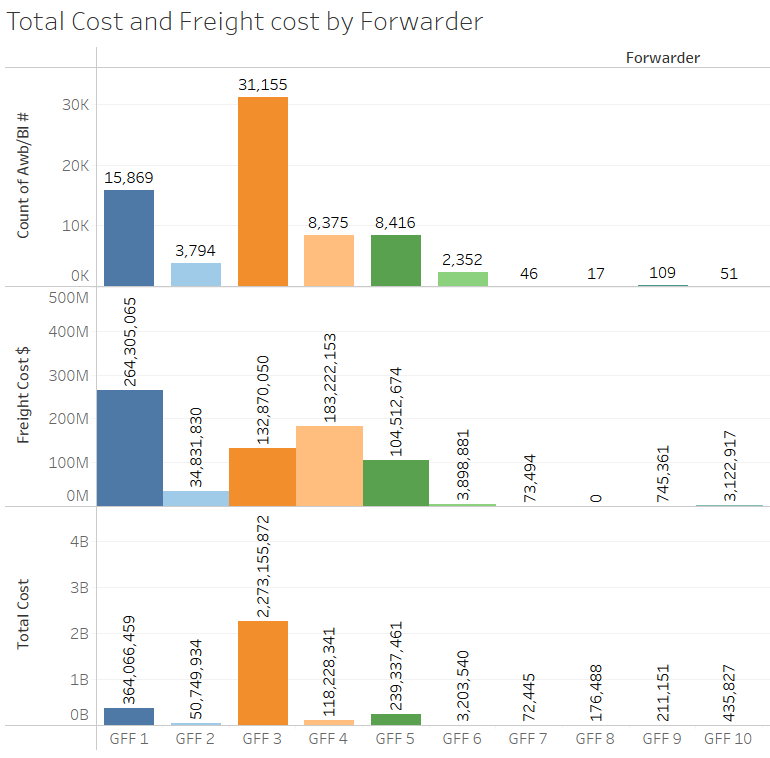 Total Cost and Freight cost by Forwarder
Forwarder
Count of Awb/Bl #
30K
20K
10K
0K
15,869
3,794
31,155
8,375
8,416
2,352
46
17
109
51
Freight Cost $
500M
400M
300M
200M
100M
0M
264,305,065
34,831,830
132,870,050
183,222,153
104,512,674
3,898,881
73,494
0
745,361
3,122,917
Total Cost
4B
3B
2B
1B
0B
364,066,459
50,749,934
2,273,155,872
118,228,341
239,337,461
3,203,540
72,445
176,488
211,151
435,827
GFF 1
GFF 2
GFF 3
GFF 4
GFF 5
GFF 6
GFF 7
GFF 8
GFF 9
GFF 10